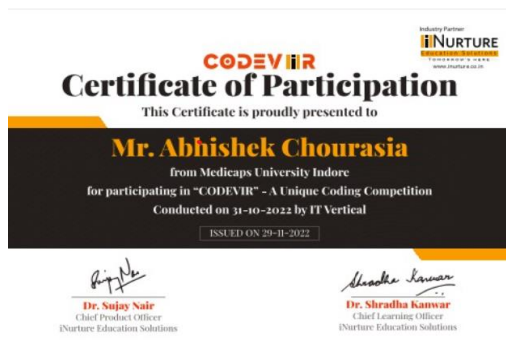 Industry Partner
iNURTURE
Education Solutions
TOMORROW'S HERE
www.inurture.co.in
CODEVIIR
Certificate of Participation
This Certificate is proudly presented to
Mr. Abhishek Chourasia
from Medicaps University Indore
for participating in “CODEVIR” - A Unique Coding Competition
Conducted on 31-10-2022 by IT Vertical
ISSUED ON 29-11-2022
Dr. Sujay Nair
Chief Product Officer
iNurture Education Solutions
Shradha Kanwar
Dr. Shradha Kanwar
Chief Learning Officer
iNurture Education Solutions